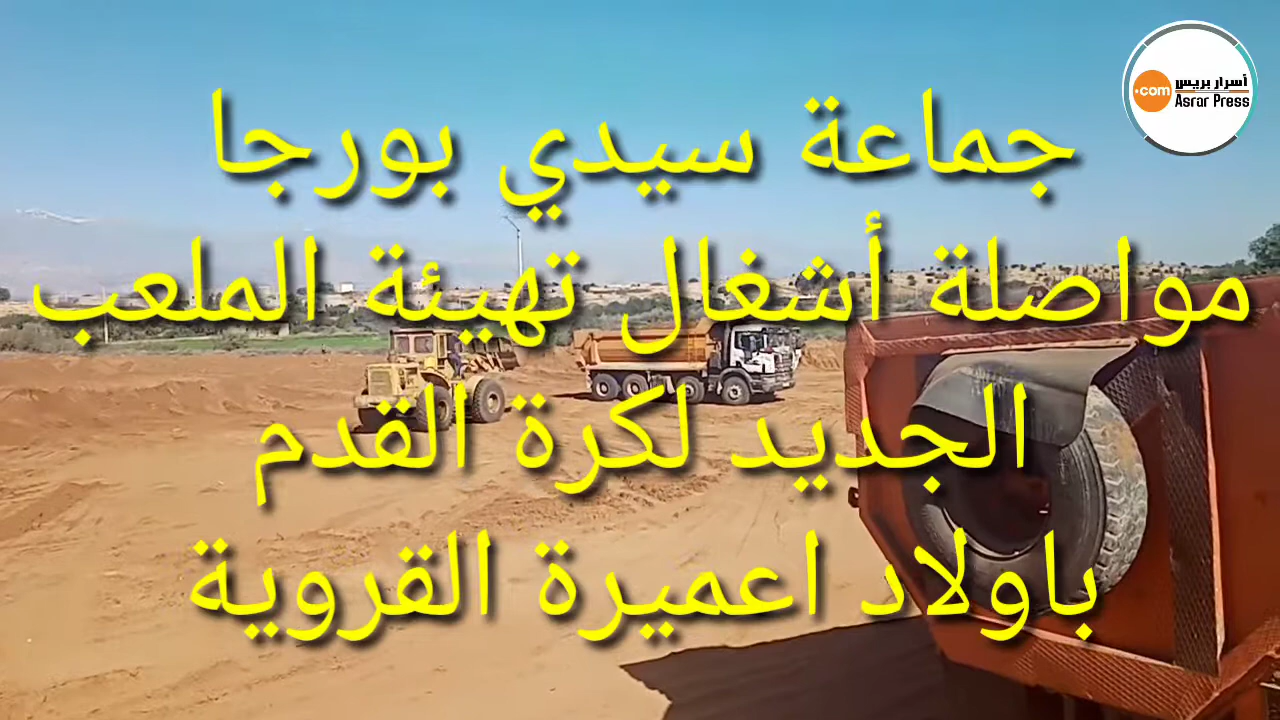 جماعة سيدي بورجا
مواصلة أشغال تهيئة الملعب
الجديد لكرة القدم
باولاد اعميرة القروية
أسرار بريس
.com
Asrar Press